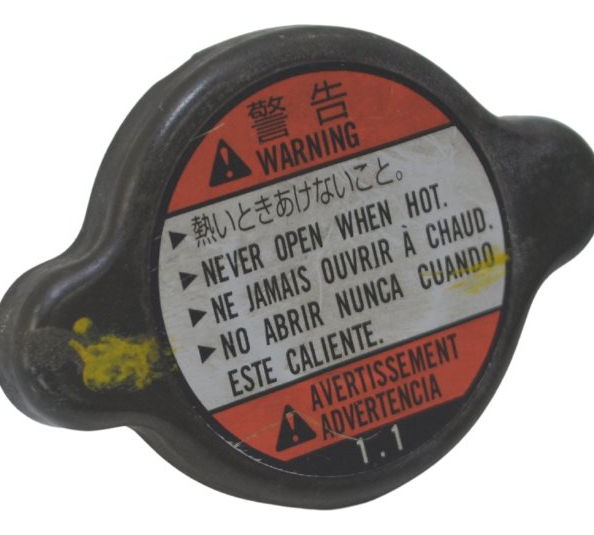 警告
WARNING
熱いときあけないこと。
NEVER OPEN WHEN HOT.
NE JAMAIS OUVRIR À CHAUD.
NO ABRIR NUNCA CUANDO
ESTE CALIENTE.
AVERTISSEMENT
ADVERTENCIA
1.1